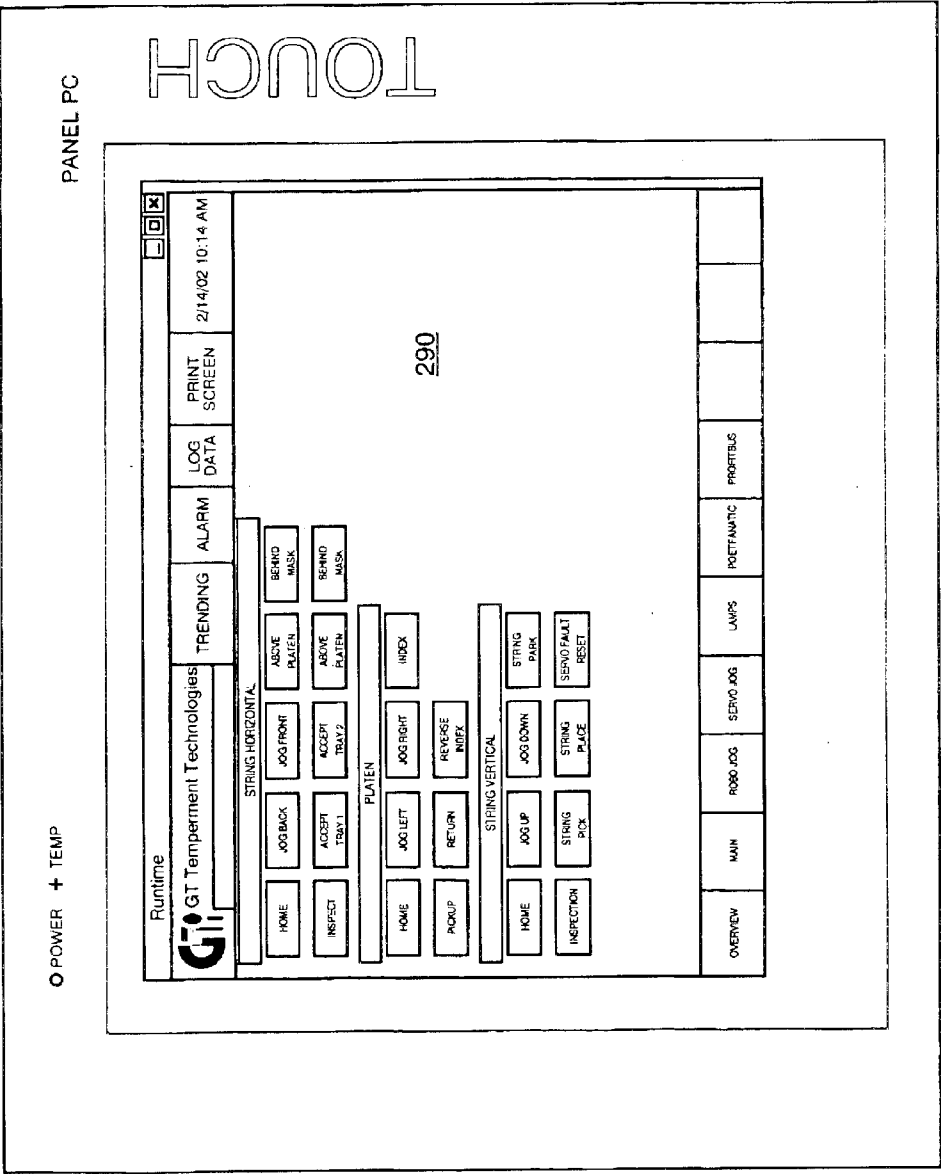 PANEL PC
POWER + TEMP
TOUCH
Runtime
GTi GT Temperment Technologies
TRENDING
ALARM
LOG
DATA
PRINT
SCREEN
2/14/02 10:14 AM
STRING HORIZONTAL
HOME
JOG BACK
JOG FRONT
ABOVE
PLATEN
BEHIND
MASK
INSPECT
ACCEPT
TRAY 1
ACCEPT
TRAY 2
ABOVE
PLATEN
BEHIND
MASK
PLATEN
HOME
JOG LEFT
JOG RIGHT
INDEX
PICKUP
RETURN
REVERSE
INDEX
STRING VERTICAL
HOME
JOG UP
JOG DOWN
STRING
PARK
INSPECTION
STRING
PICK
STRING
PLACE
SERVO FAULT
RESET
290
OVERVIEW
MAIN
ROBO JOG
SERVO JOG
LAMPS
POETFANATIC
PROFITBUS